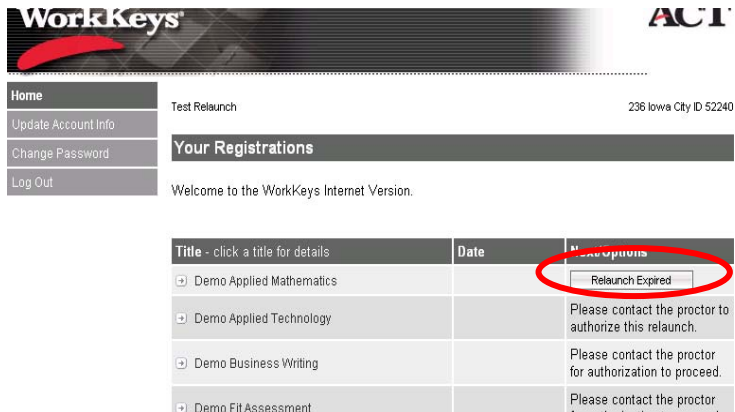 WorkKeys
ACT
Home
Update Account Info
Change Password
Log Out
Test Relaunch
236 Iowa City ID 52240
Your Registrations
Welcome to the WorkKeys Internet Version.
Title - click a title for details Date Next/Options
Demo Applied Mathematics Relaunch Expired
Demo Applied Technology
Please contact the proctor to
authorize this relaunch.
Demo Business Writing
Please contact the proctor
for authorization to proceed.
Demo Fit Assessment
Please contact the proctor